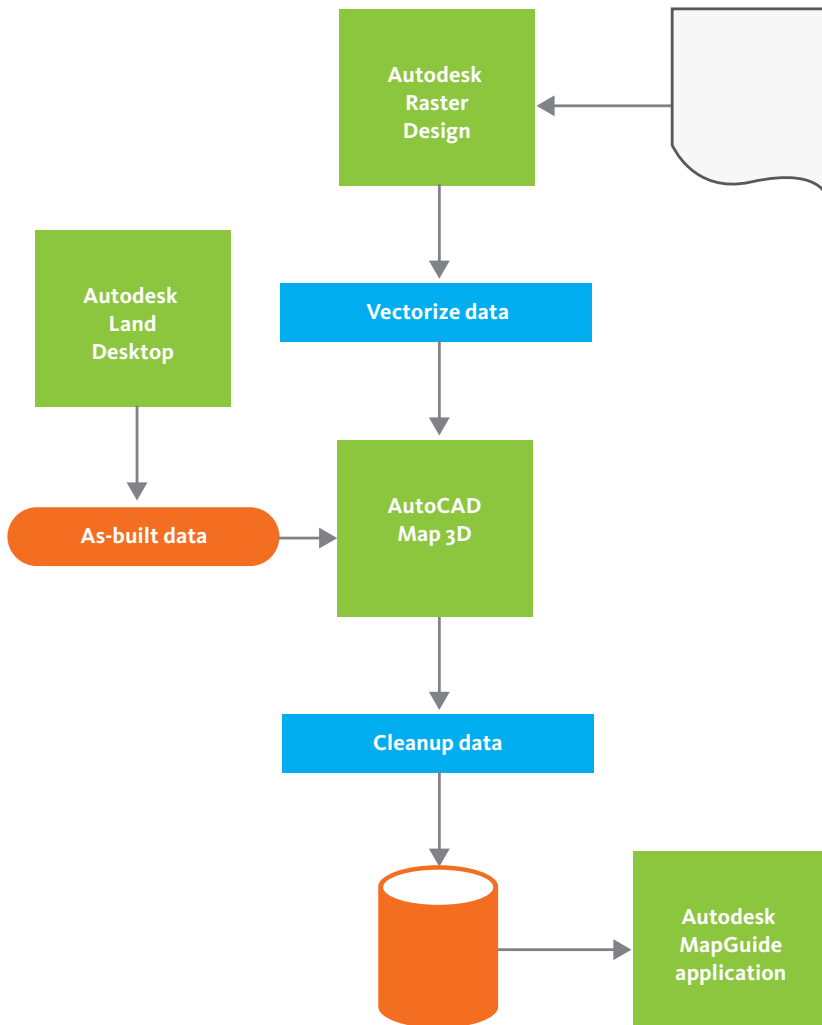 Autodesk
Raster
Design
Autodesk
Land
Desktop
Vectorize data
As-built data
AutoCAD
Map 3D
Cleanup data
Autodesk
MapGuide
application